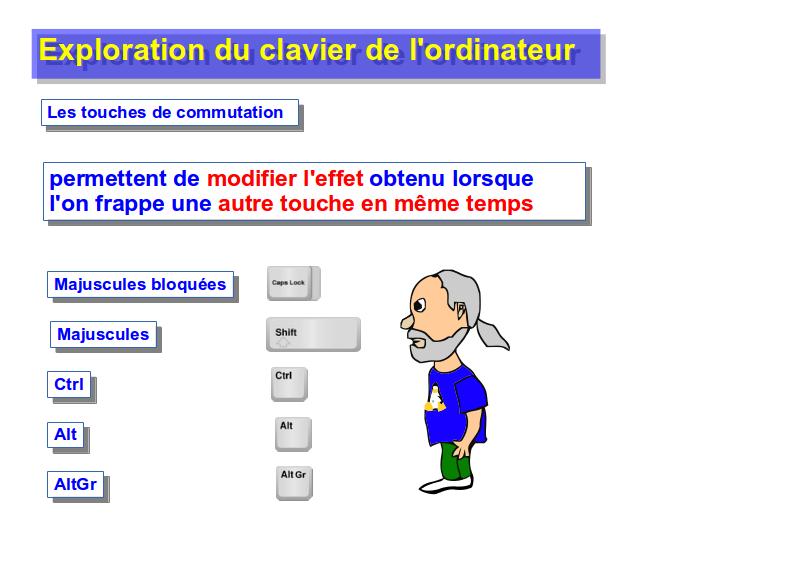 Exploration du clavier de l'ordinateur
Les touches de commutation
permettent de modifier l'effet obtenu lorsque
l'on frappe une autre touche en même temps
Majuscules bloquées
Caps Lock
Majuscules
Shift
Ctrl
Ctrl
Alt
Alt
AltGr
Alt Gr